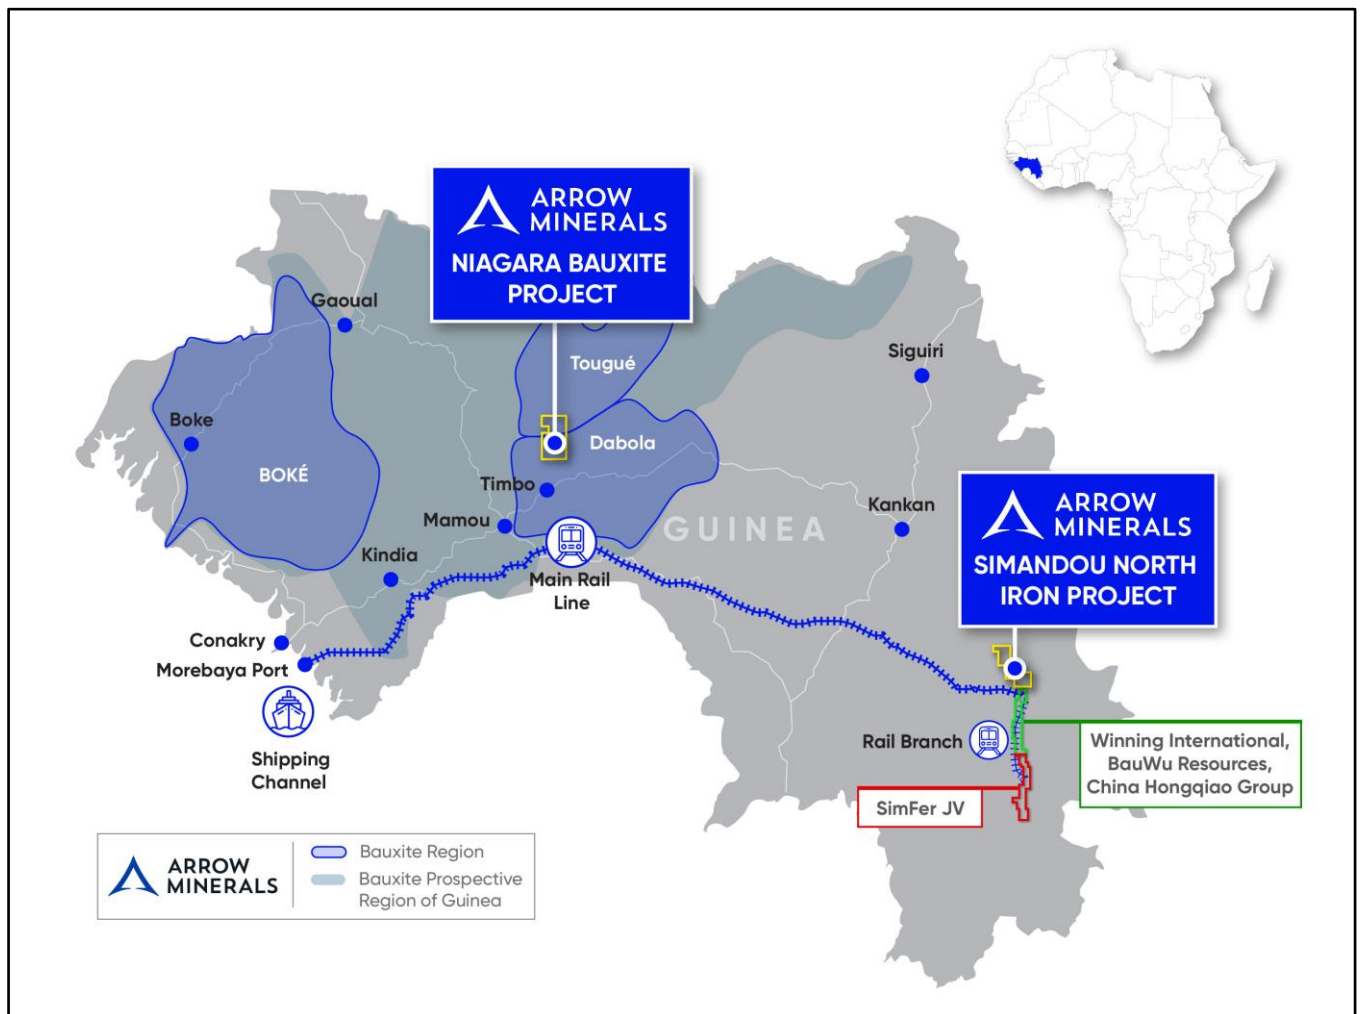 ARROW
MINERALS
NIAGARA BAUXITE
PROJECT
Gaoual
Tougué
Siguiri
Boke
Dabola
BOKÉ
Timbo
ARROW
MINERALS
SIMANDOU NORTH
IRON PROJECT
Mamou
GUINEA
Kankan
Kindia
Main Rail
Line
Conakry
Morebaya Port
Shipping
Channel
Rail Branch
Winning International,
BauWu Resources,
China Hongqiao Group
SimFer JV
ARROW
MINERALS
Bauxite Region
Bauxite Prospective
Region of Guinea